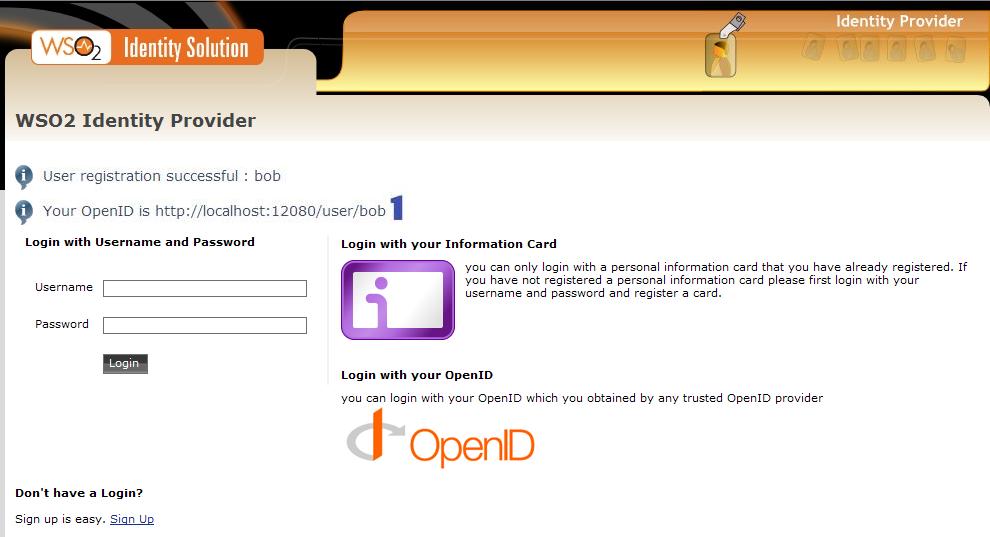 WSO2 Identity Solution
Identity Provider
WSO2 Identity Provider
User registration successful : bob
Your OpenID is http://localhost:12080/user/bob 1
Login with Username and Password
Username
Password
Login
Login with your Information Card
you can only login with a personal information card that you have already registered. If
you have not registered a personal information card please first login with your
username and password and register a card.
Login with your OpenID
you can login with your OpenID which you obtained by any trusted OpenID provider
OpenID
Don't have a Login?
Sign up is easy. Sign Up